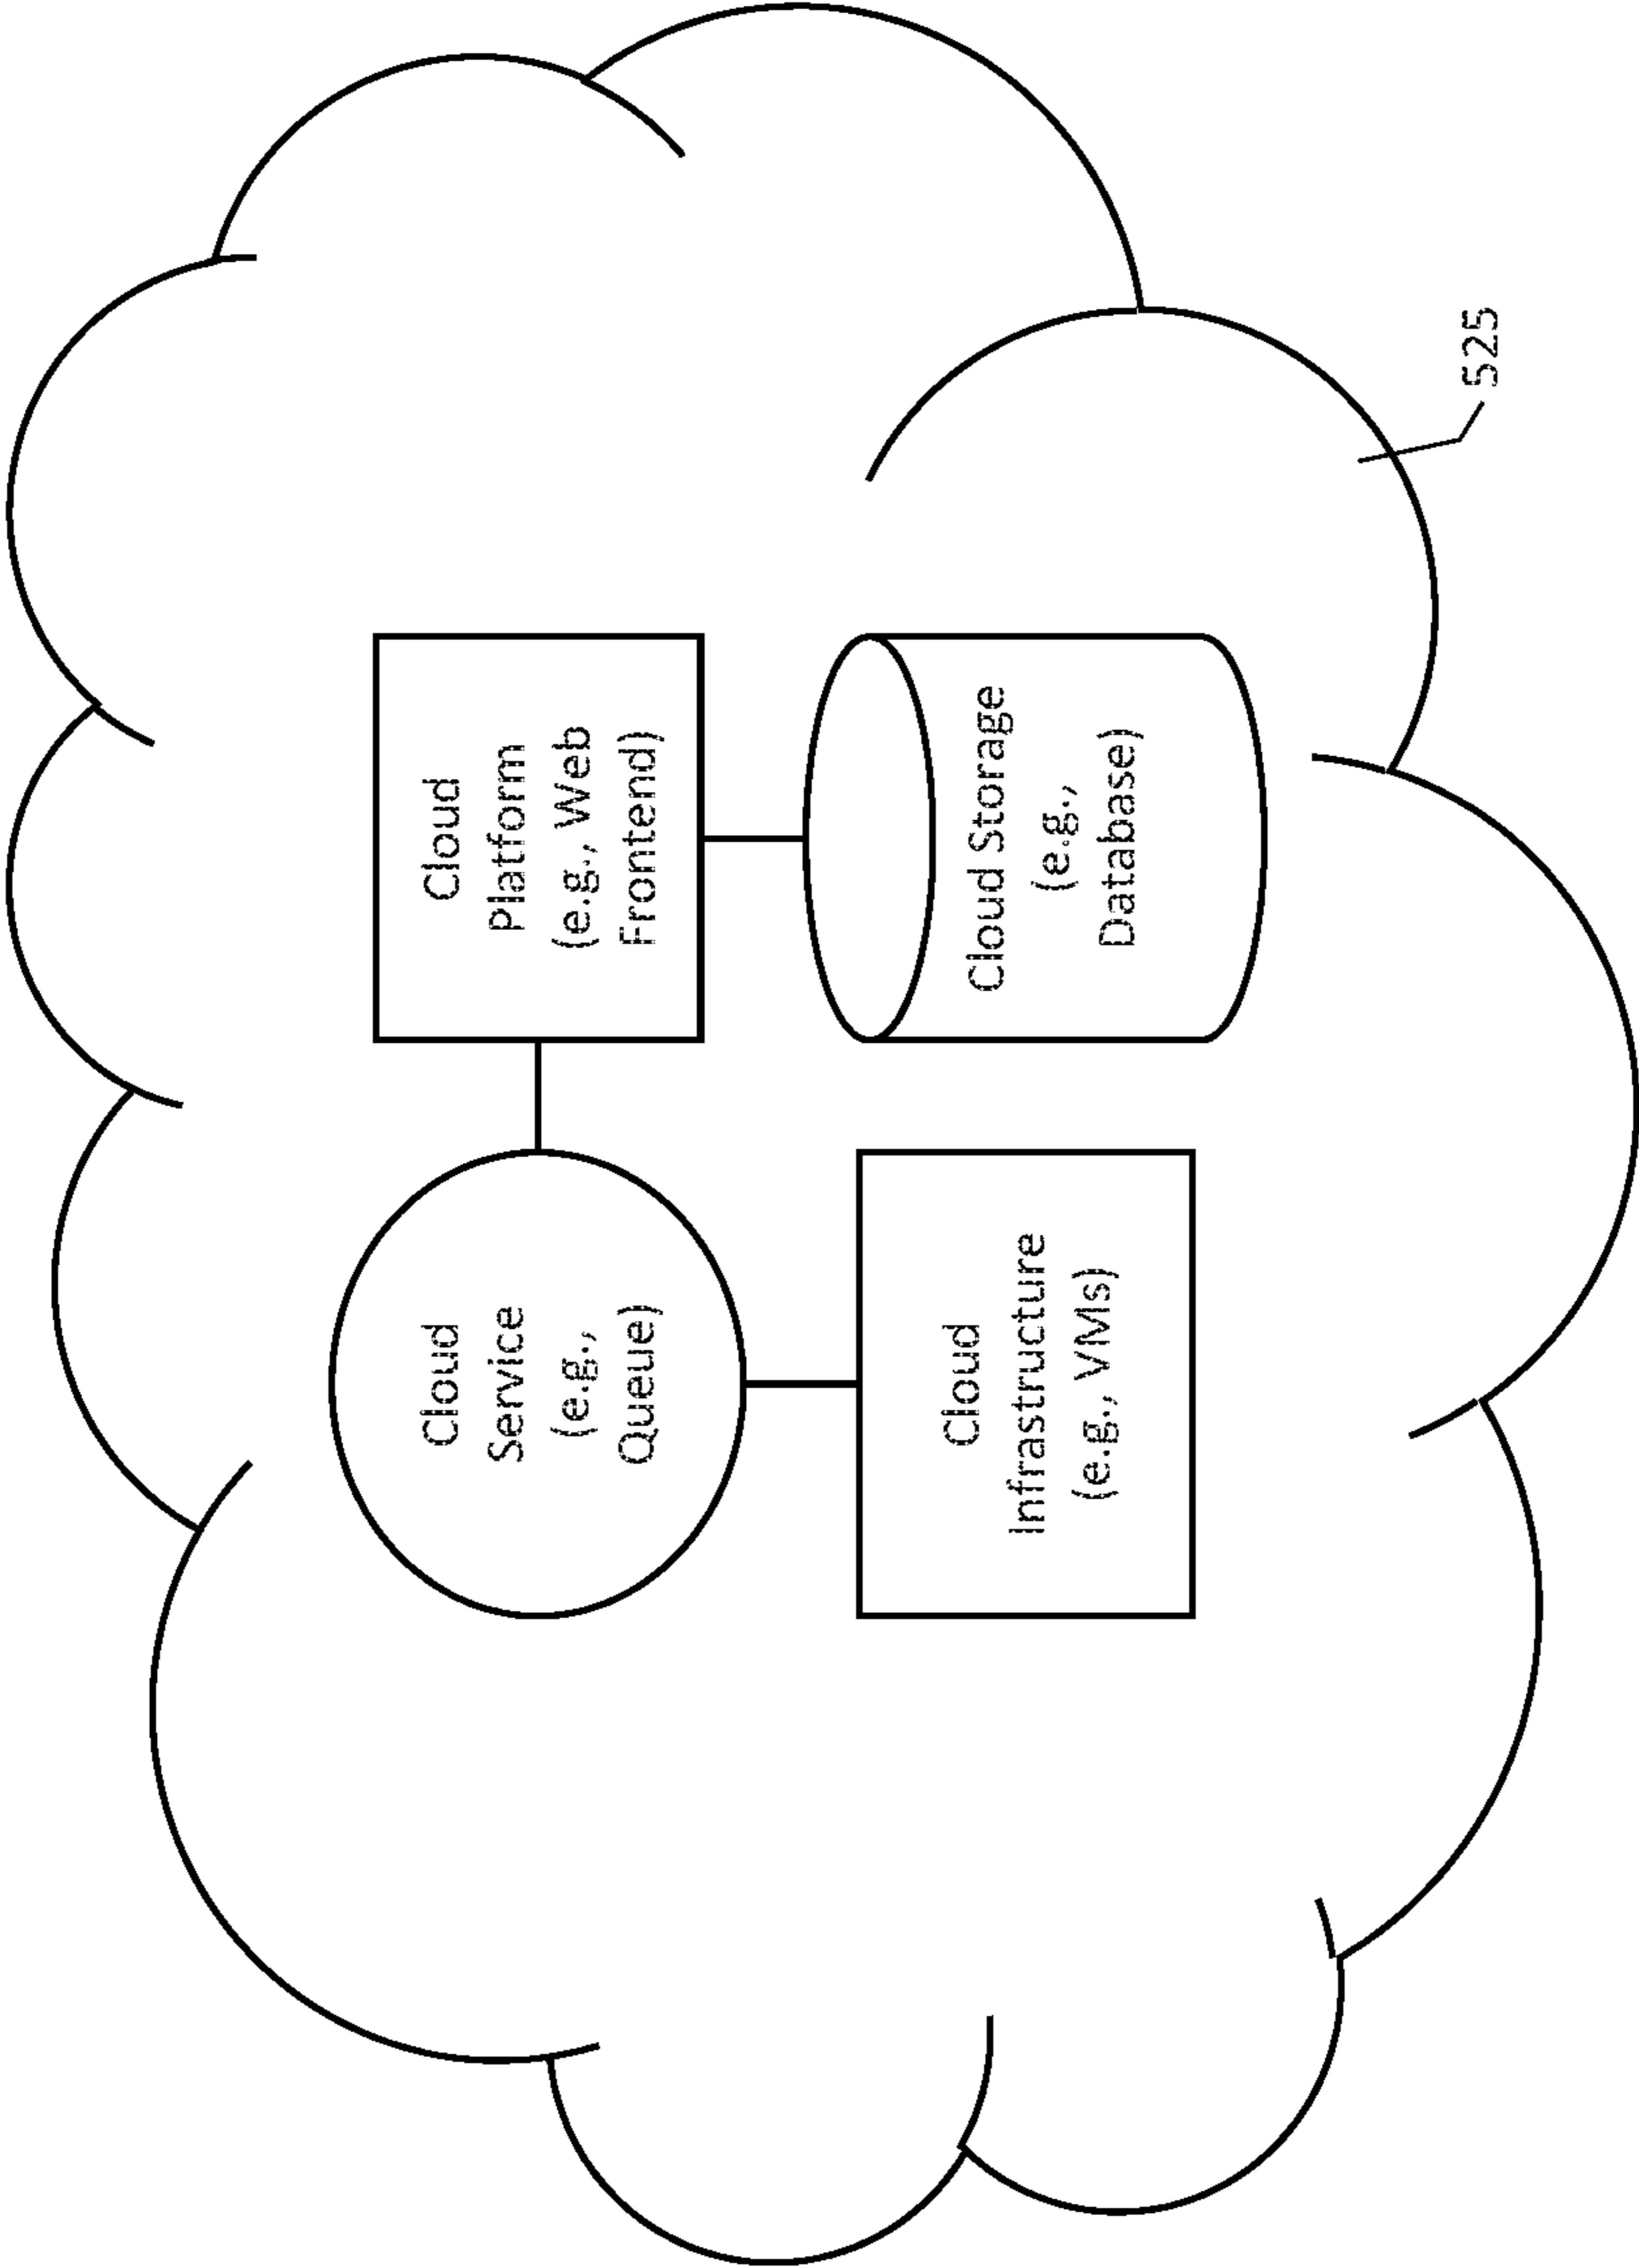 Cloud
Service
(e.g.,
Queue)
Cloud
Platform
(e.g., Web
Frontend)
Cloud
Infrastructure
(e.g., VMs)
Cloud Storage
(e.g.,
Database)
525